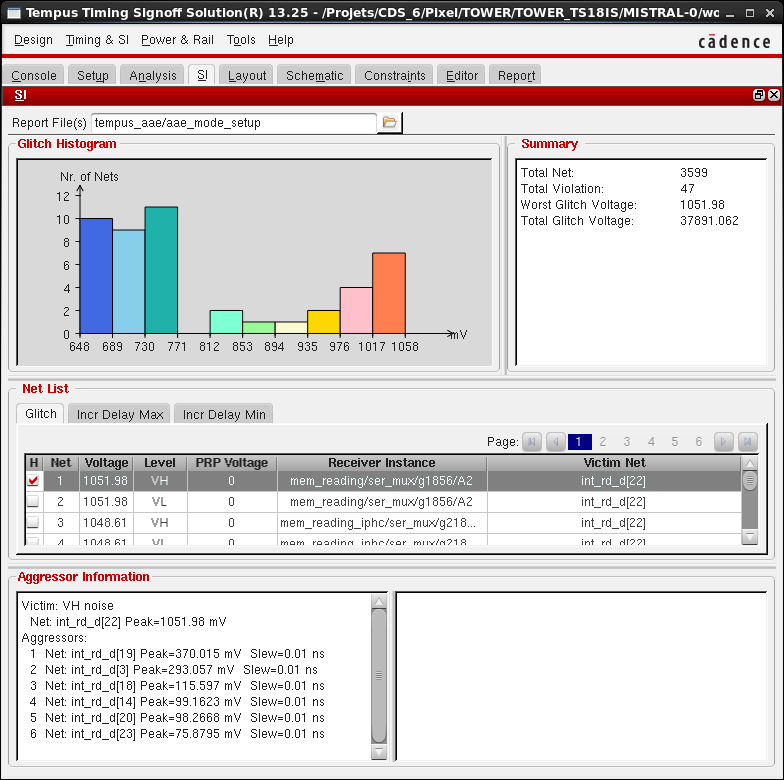 Tempus Timing Signoff Solution(R) 13.25 - /Projets/CDS_6/Pixel/TOWER/TOWER_TS18IS/MISTRAL-0/wo
Design Timing & SI Power & Rail Tools Help
cādence
Console Setup Analysis SI Layout Schematic Constraints Editor Report
SI
Report File(s) tempus_aae/aae_mode_setup
Glitch Histogram
Nr. of Nets
12
10
8
6
4
2
0
mV
648 689 730 771 812 853 894 935 976 1017 1058
Summary
Total Net: 3599
Total Violation: 47
Worst Glitch Voltage: 1051.98
Total Glitch Voltage: 37891.062
Net List
Glitch Incr Delay Max Incr Delay Min
Page: 1 2 3 4 5 6
H Net Voltage Level PRP Voltage Receiver Instance Victim Net
1 1051.98 VH 0 mem_reading/ser_mux/g1856/A2 int_rd_d[22]
2 1051.98 VL 0 mem_reading/ser_mux/g1856/A2 int_rd_d[22]
3 1048.61 VH 0 mem_reading_iphc/ser_mux/g218... int_rd_d[22]
4 1048.61 VL 0 mem_reading_iphc/ser_mux/g218... int_rd_d[22]
Aggressor Information
Victim: VH noise
Net: int_rd_d[22] Peak=1051.98 mV
Aggressors:
1 Net: int_rd_d[19] Peak=370.015 mV Slew=0.01 ns
2 Net: int_rd_d[3] Peak=293.057 mV Slew=0.01 ns
3 Net: int_rd_d[18] Peak=115.597 mV Slew=0.01 ns
4 Net: int_rd_d[14] Peak=99.1623 mV Slew=0.01 ns
5 Net: int_rd_d[20] Peak=98.2668 mV Slew=0.01 ns
6 Net: int_rd_d[23] Peak=75.8795 mV Slew=0.01 ns